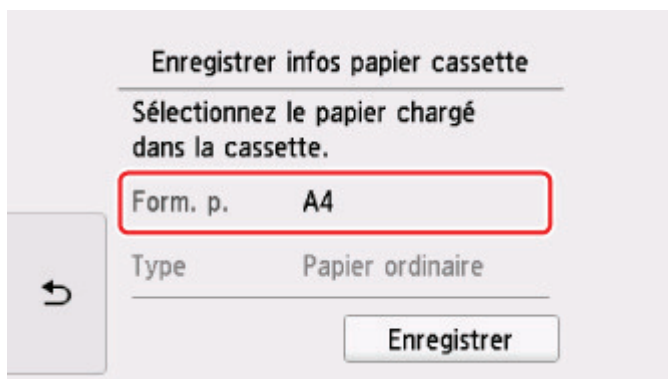 Enregistrer infos papier cassette
Sélectionnez le papier chargé
dans la cassette.
Form. p. A4
Type Papier ordinaire
Enregistrer